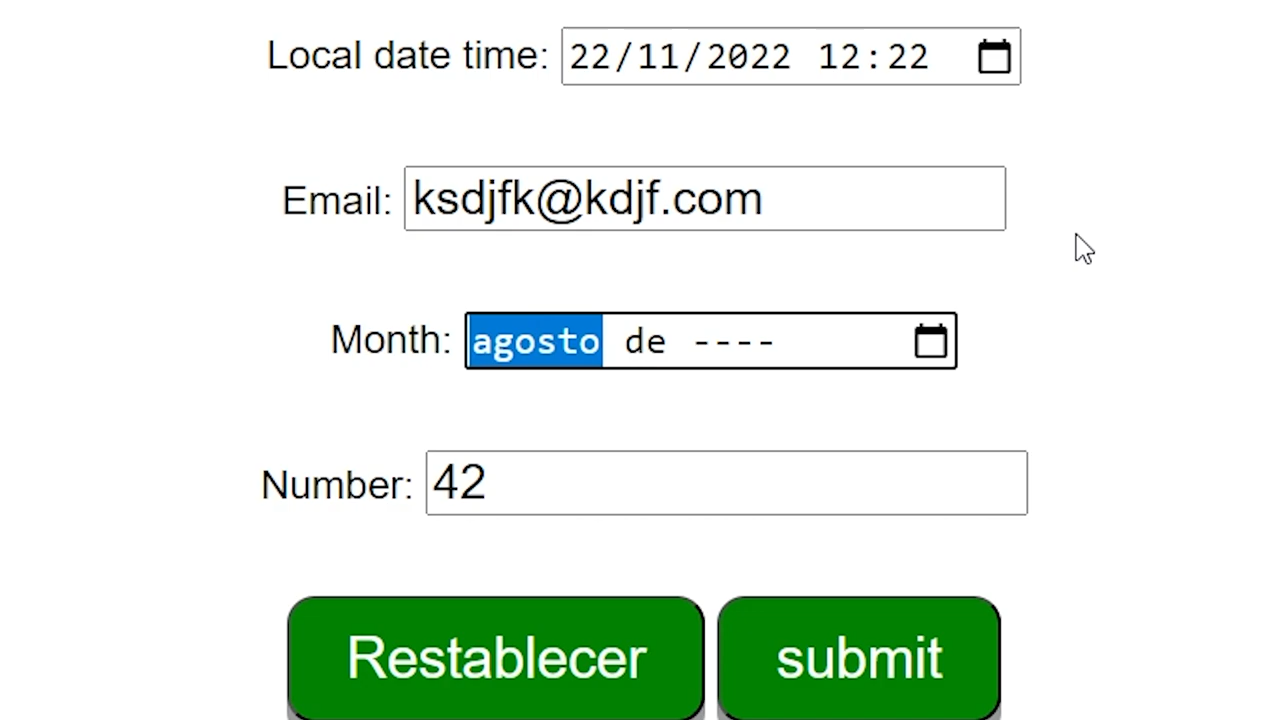 Local date time: 22/11/2022 12:22
Email: ksdjfk@kdjf.com
Month: agosto de ----
Number: 42
Restablecer submit